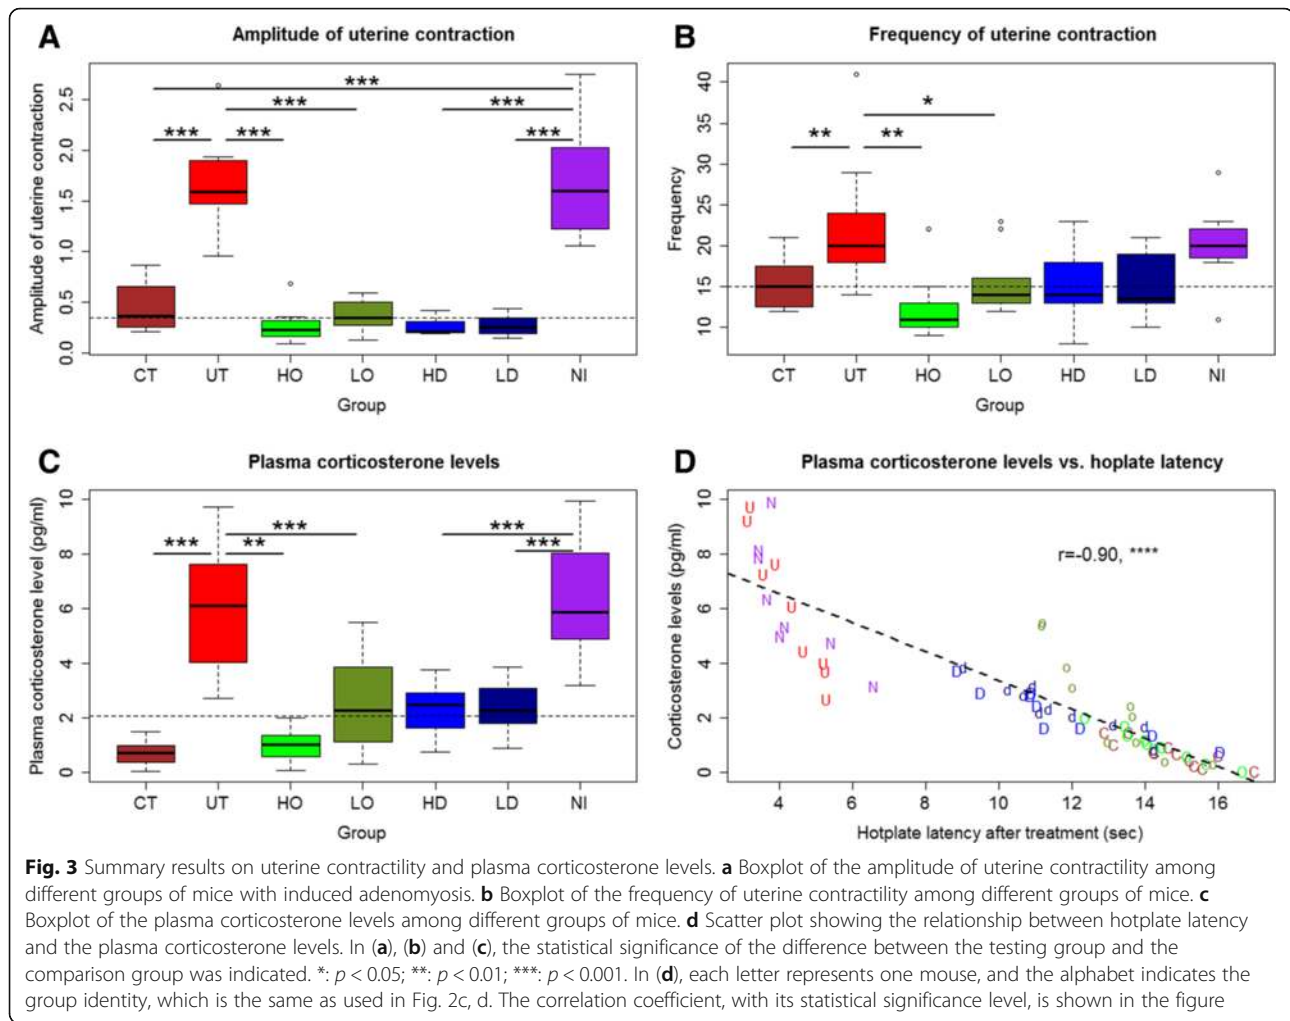 A Amplitude of uterine contraction
Amplitude of uterine contraction
2.5
2.0
1.5
1.0
0.5
0.0
***
***
***
*** ***
***
CT UT HO LO HD LD NI
Group
B Frequency of uterine contraction
Frequency
40
35
30
25
20
15
10
*
** **
CT UT HO LO HD LD NI
Group
C Plasma corticosterone levels
Plasma corticosterone level (pg/ml)
10
8
6
4
2
0
***
***
*** **
***
CT UT HO LO HD LD NI
Group
D Plasma corticosterone levels vs. hoplate latency
Corticosterone levels (pg/ml)
10
8
6
4
2
0
r=-0.90, ****
4 6 8 10 12 14 16
Hotplate latency after treatment (sec)
Fig. 3 Summary results on uterine contractility and plasma corticosterone levels. a Boxplot of the amplitude of uterine contractility among
different groups of mice with induced adenomyosis. b Boxplot of the frequency of uterine contractility among different groups of mice. c
Boxplot of the plasma corticosterone levels among different groups of mice. d Scatter plot showing the relationship between hotplate latency
and the plasma corticosterone levels. In (a), (b) and (c), the statistical significance of the difference between the testing group and the
comparison group was indicated. *: p < 0.05; **: p < 0.01; ***: p < 0.001. In (d), each letter represents one mouse, and the alphabet indicates the
group identity, which is the same as used in Fig. 2c, d. The correlation coefficient, with its statistical significance level, is shown in the figure